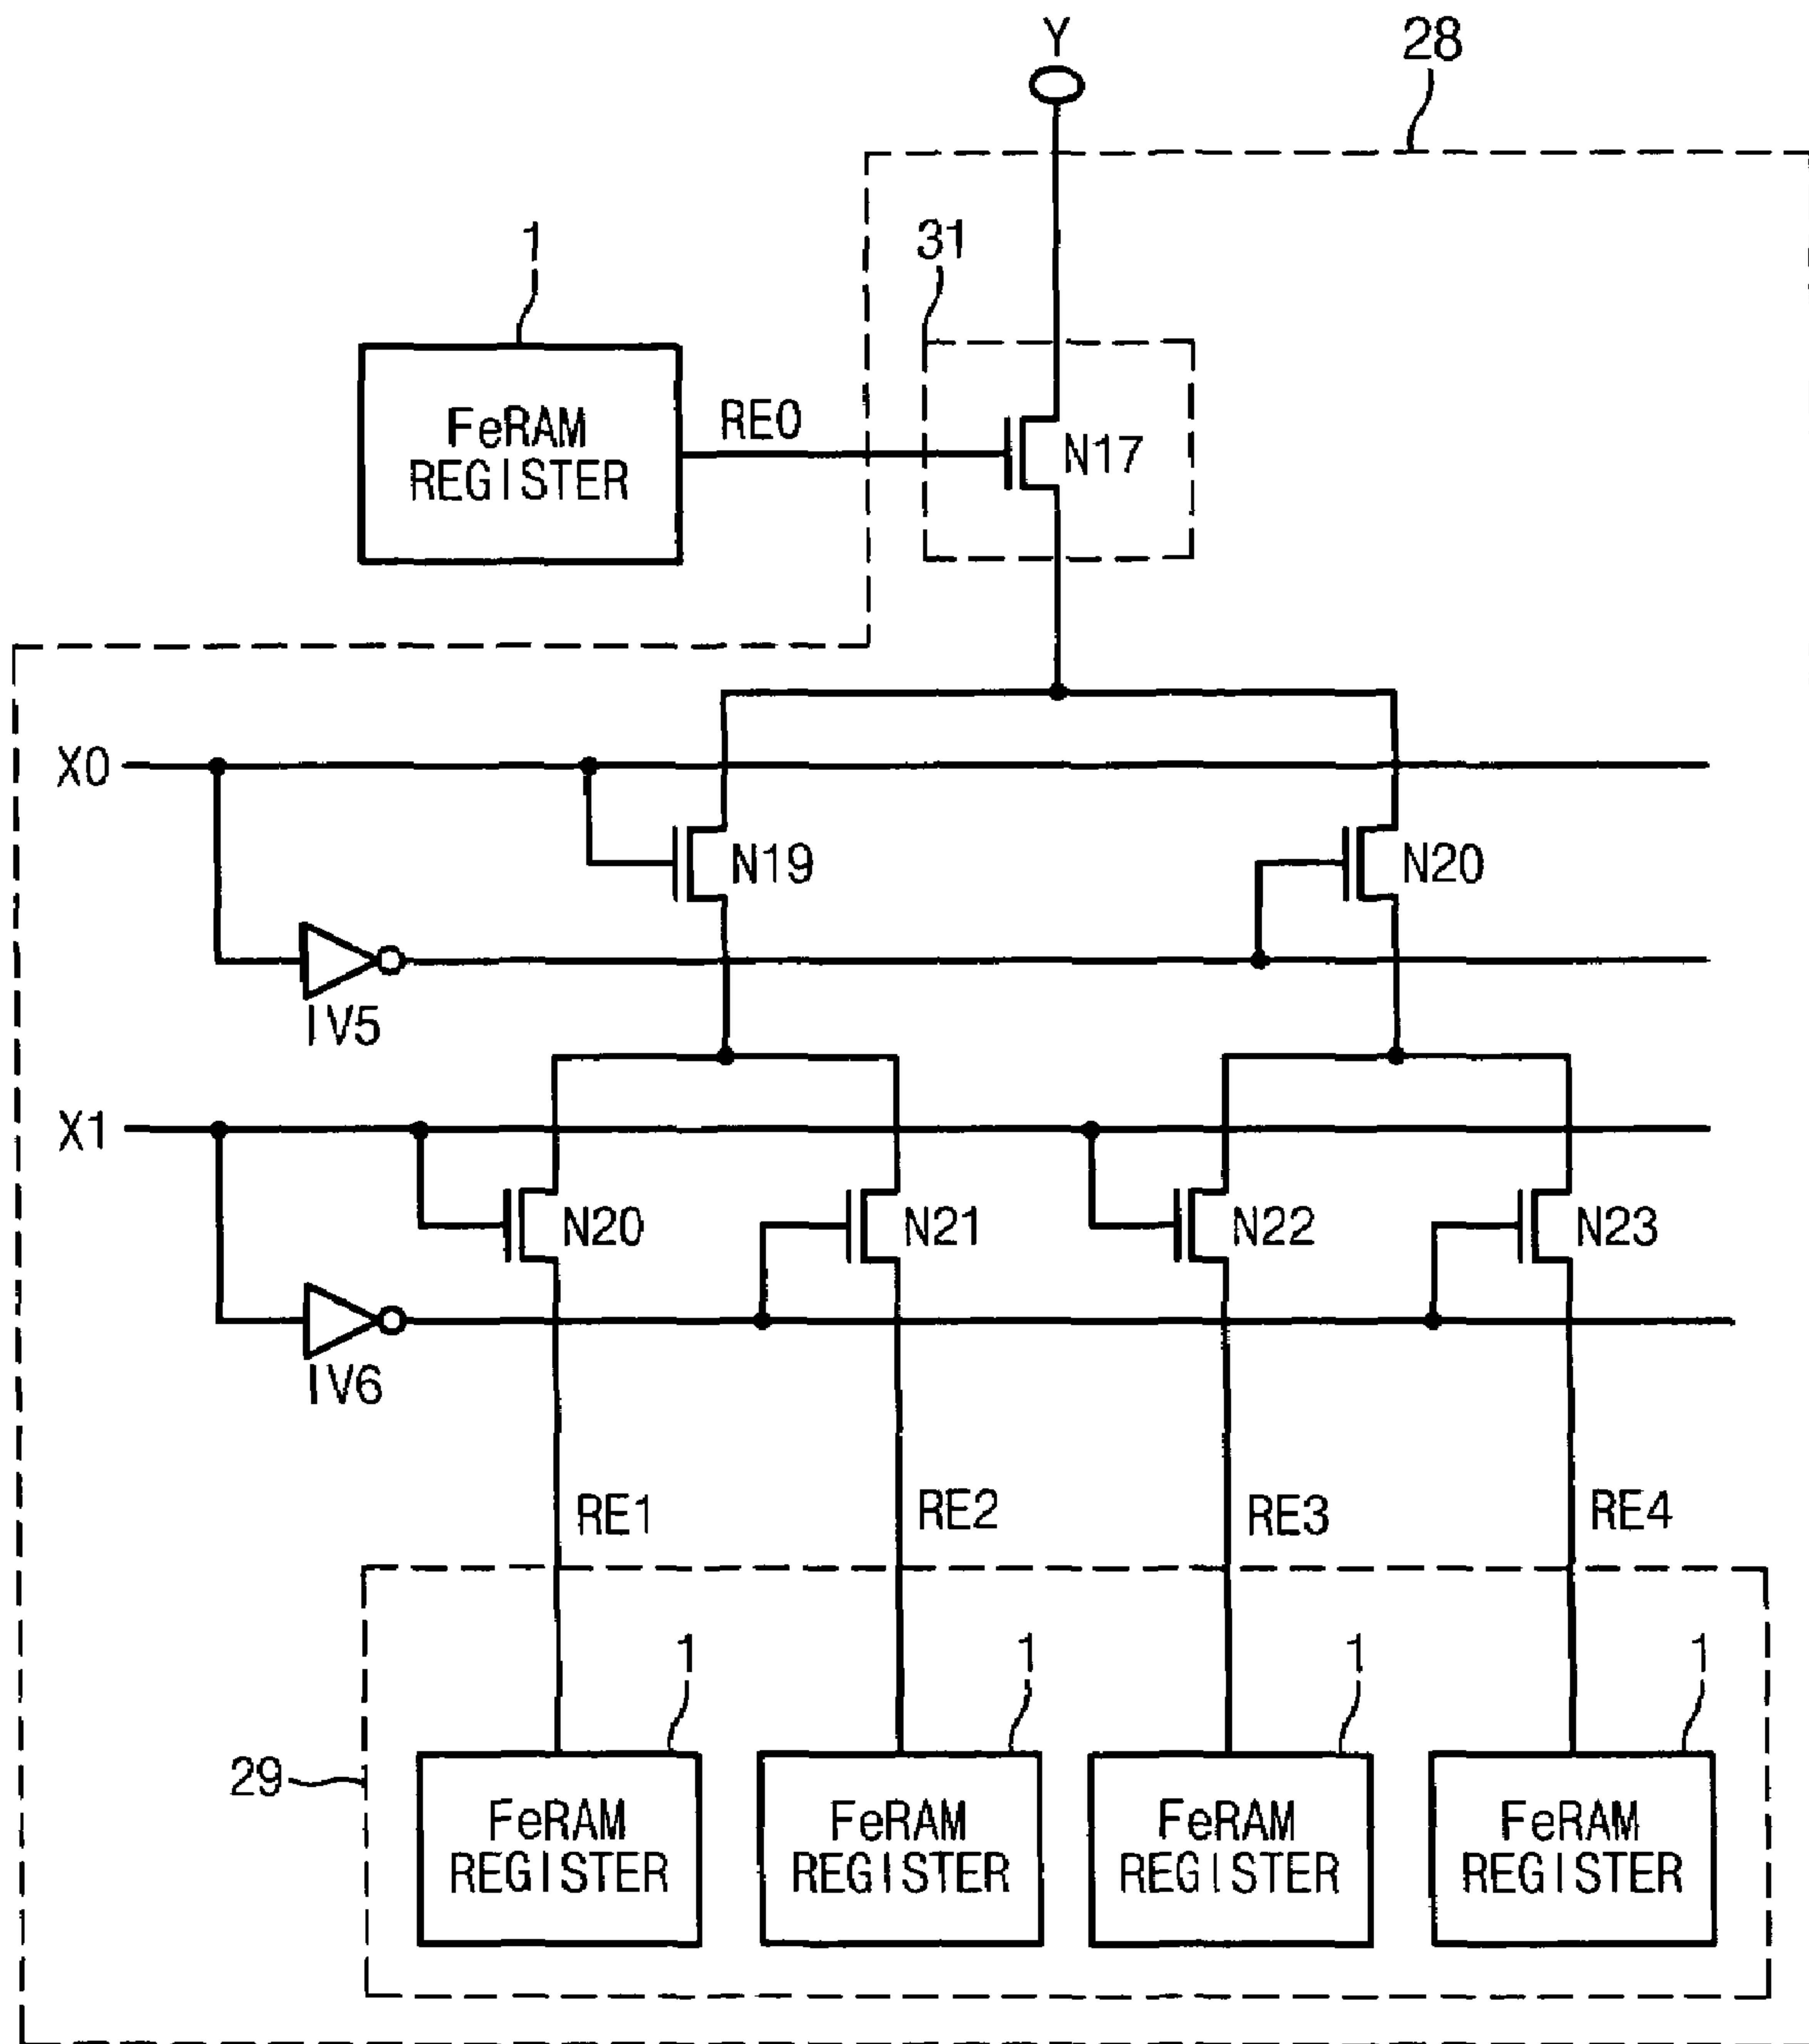 Y
28
1
31
FeRAM
REGISTER
RE0
N17
X0
N19
N20
IV5
X1
N20
N21
N22
N23
IV6
RE1
RE2
RE3
RE4
1
1
1
1
29
FeRAM
REGISTER
FeRAM
REGISTER
FeRAM
REGISTER
FeRAM
REGISTER